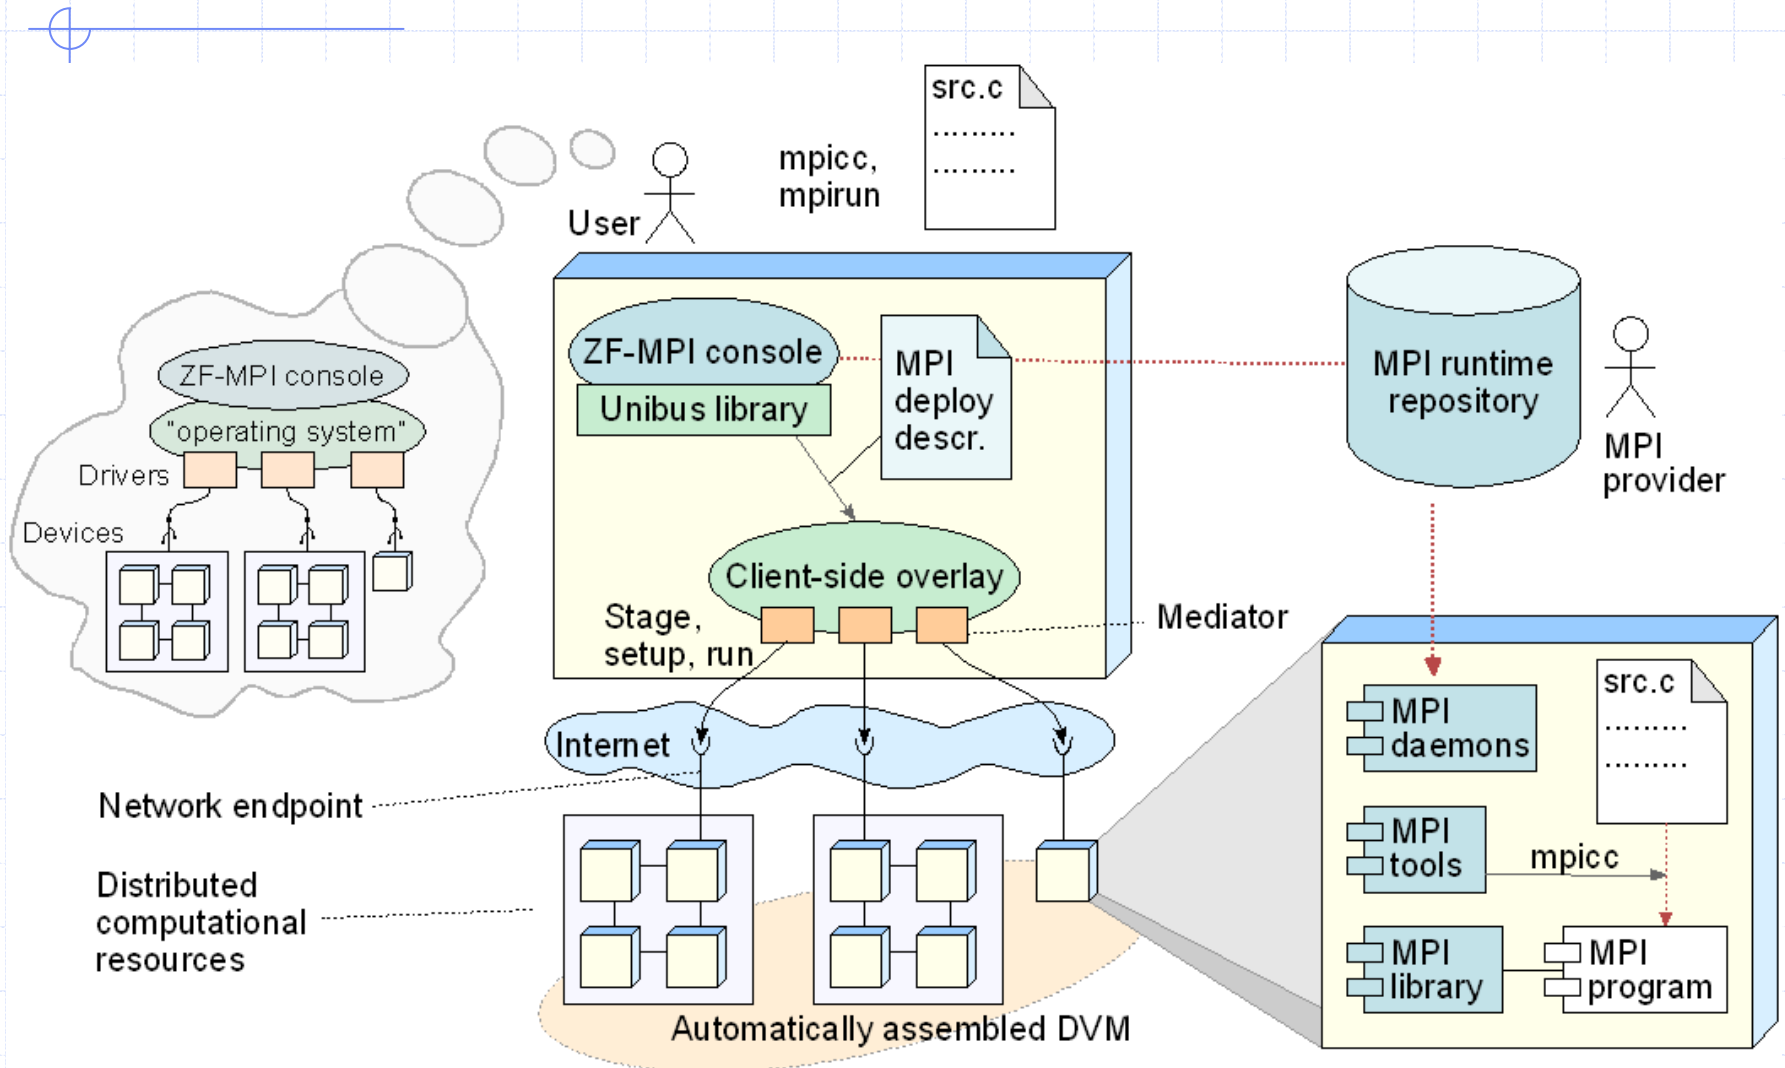 src.c
.........
.........
mpicc,
mpirun
User
ZF-MPI console
"operating system"
Drivers
Devices
ZF-MPI console
Unibus library
MPI
deploy
descr.
Client-side overlay
Stage,
setup, run
Mediator
MPI runtime
repository
MPI
provider
Internet
Network endpoint
Distributed
computational
resources
Automatically assembled DVM
MPI
daemons
src.c
.........
.........
MPI
tools
mpicc
MPI
library
MPI
program